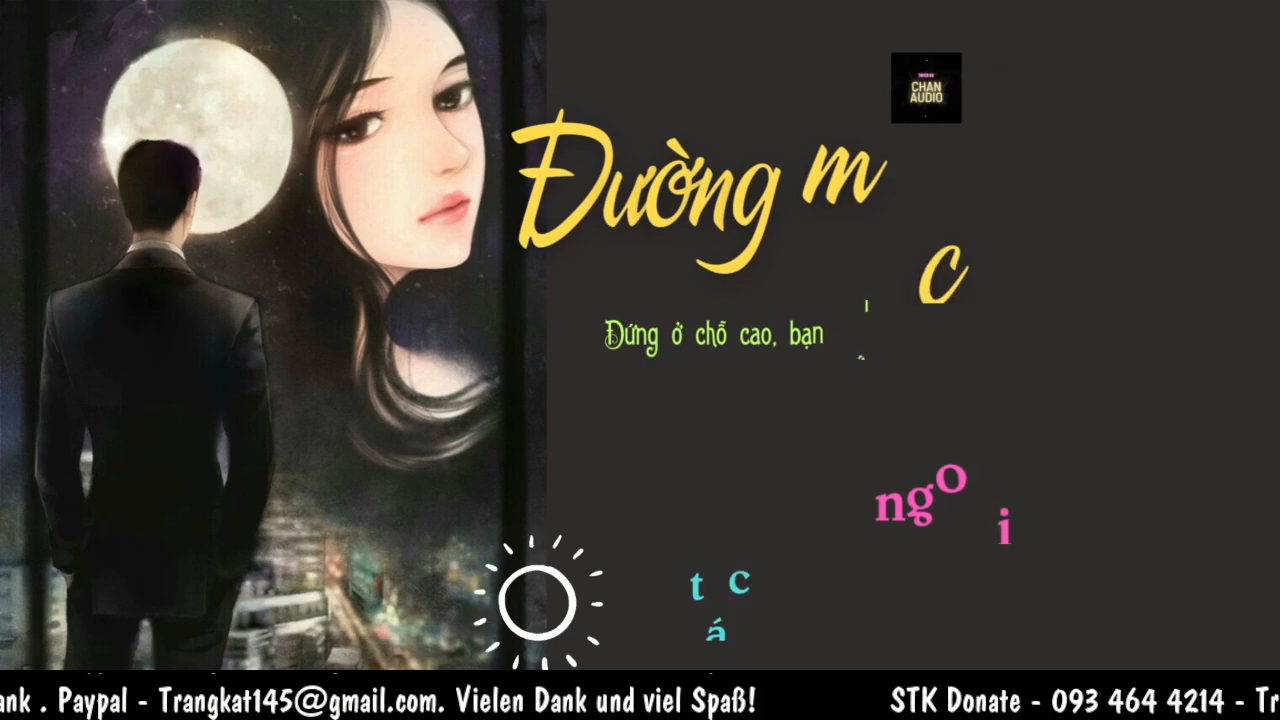 CHAN
AUDIO
Đường m
c
Đứng ở chỗ cao, bạn
ngo i
t á c
ank . Paypal - Trangkat145@gmail.com. Vielen Dank und viel Spaß! STK Donate - 093 464 4214 - Tr